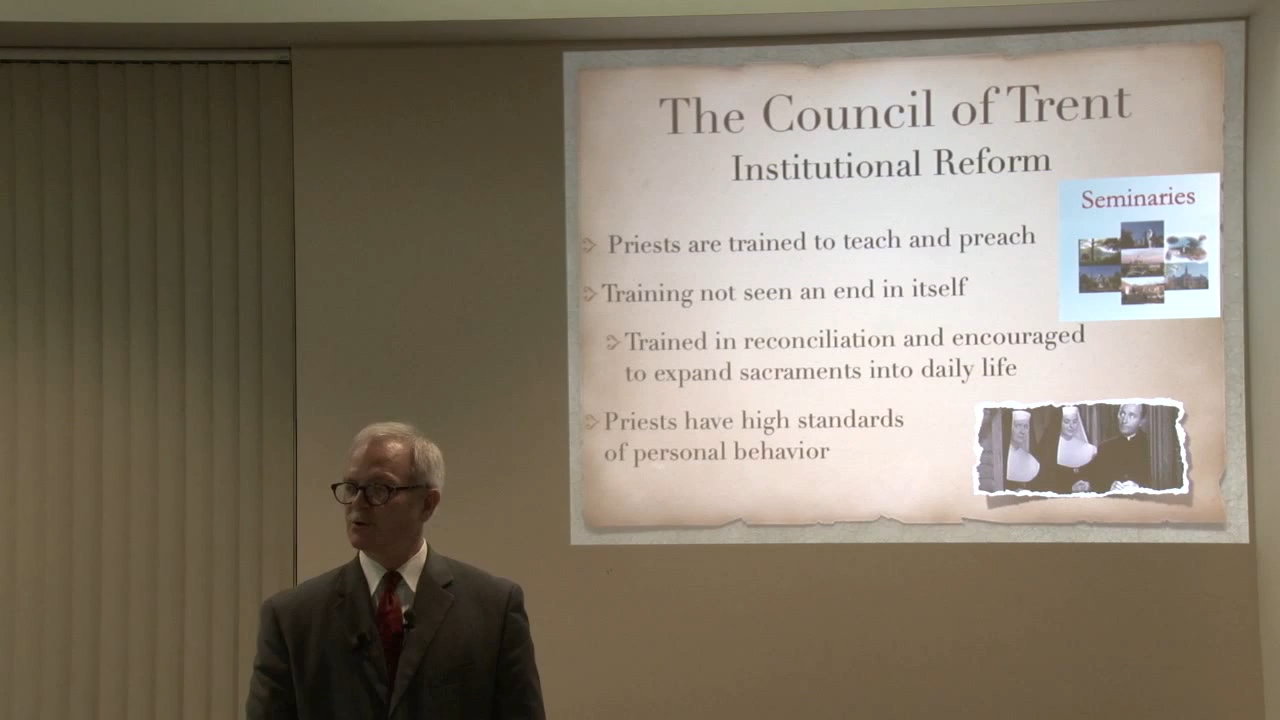 The Council of Trent
Institutional Reform
Seminaries
Priests are trained to teach and preach
Training not seen an end in itself
Trained in reconciliation and encouraged
to expand sacraments into daily life
Priests have high standards
of personal behavior